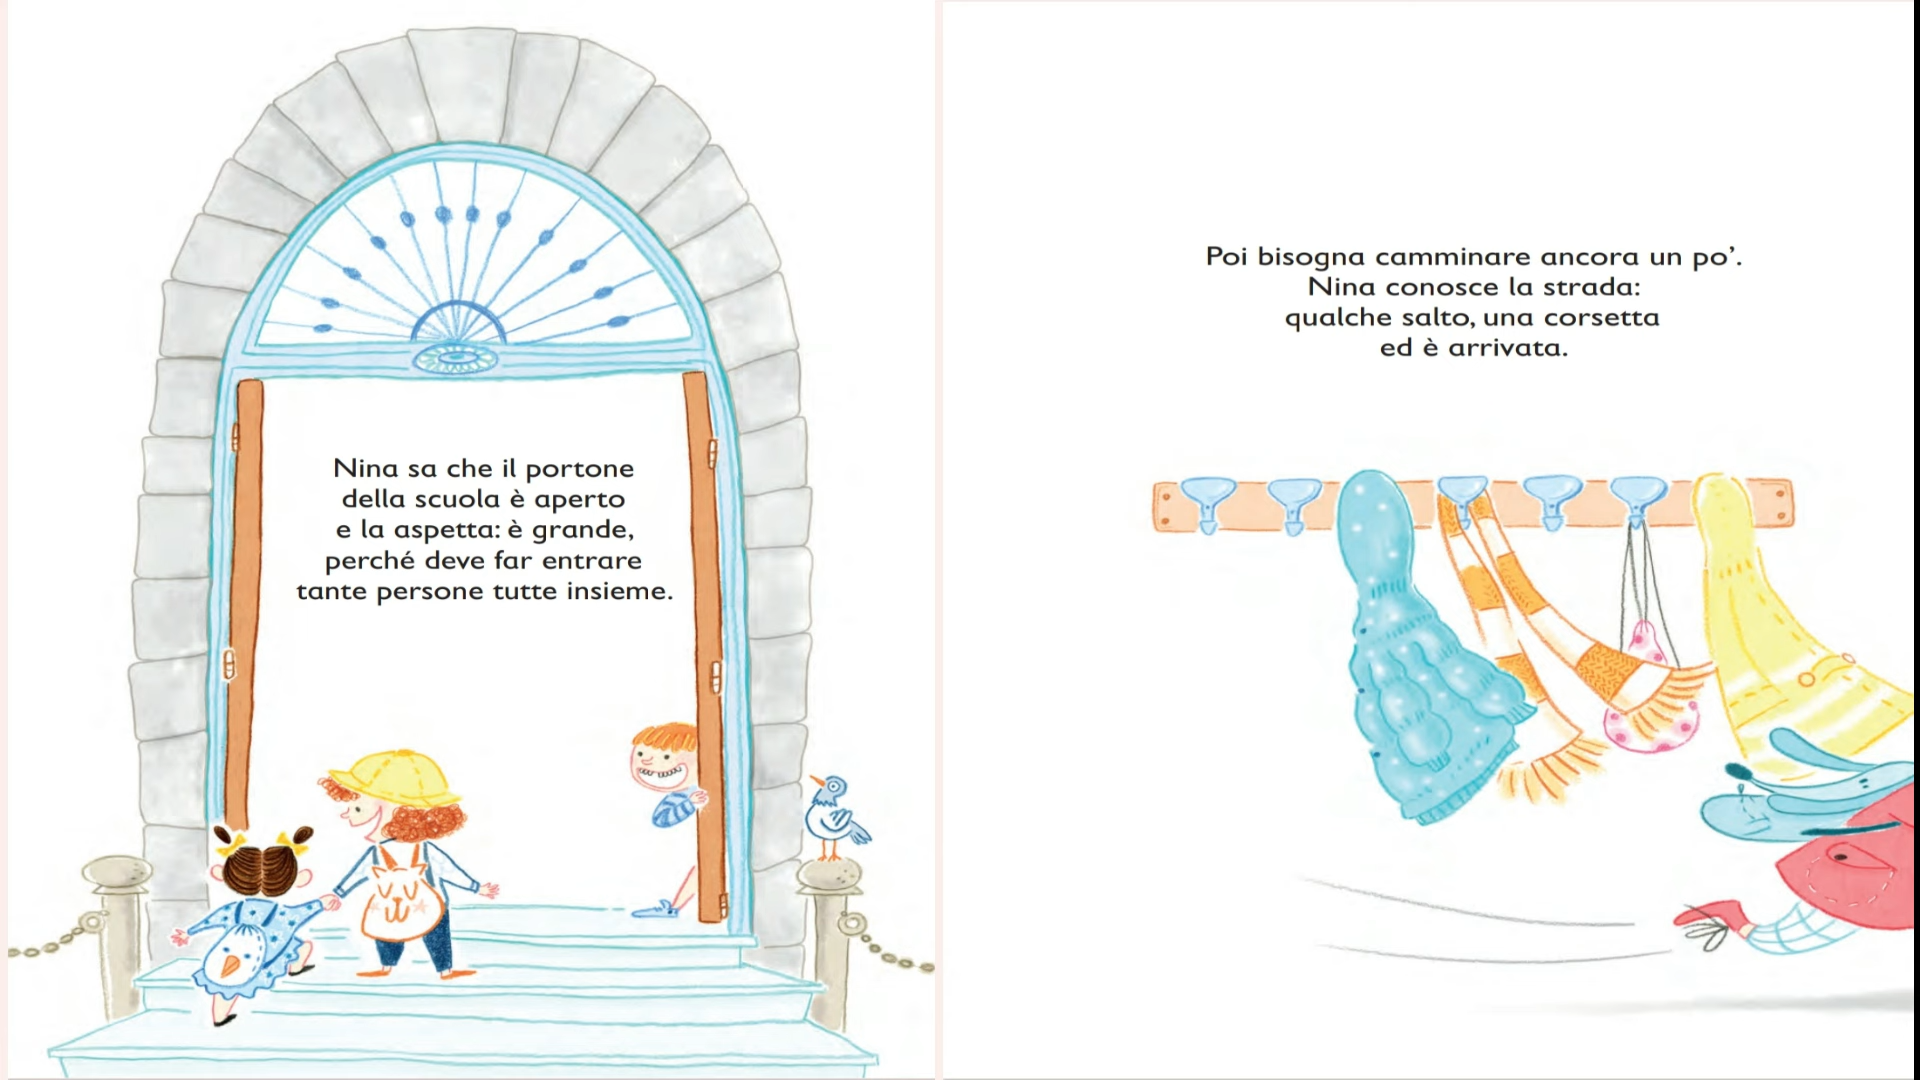 Nina sa che il portone
della scuola è aperto
e la aspetta: è grande,
perché deve far entrare
tante persone tutte insieme.
Poi bisogna camminare ancora un po’.
Nina conosce la strada:
qualche salto, una corsetta
ed è arrivata.